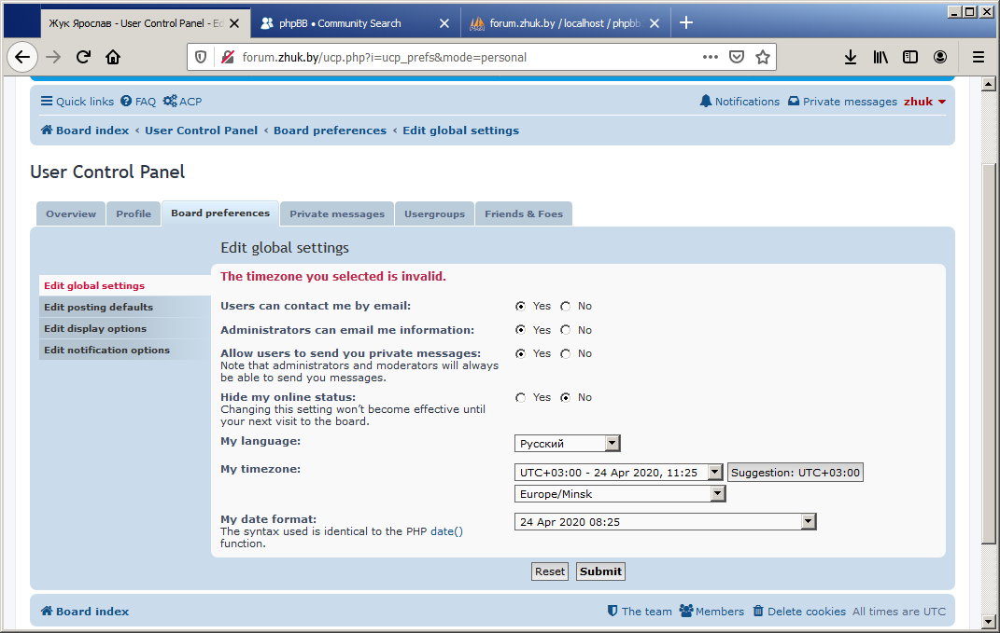 Жук Ярослав - User Control Panel - Ed
phpBB • Community Search
forum.zhuk.by / localhost / phpbb
forum.zhuk.by/ucp.php?i=ucp_prefs&mode=personal
Quick links FAQ ACP Notifications Private messages zhuk
Board index ‹ User Control Panel ‹ Board preferences ‹ Edit global settings
User Control Panel
Overview Profile Board preferences Private messages Usergroups Friends & Foes
Edit global settings
Edit global settings
Edit posting defaults
Edit display options
Edit notification options
The timezone you selected is invalid.
Users can contact me by email: Yes No
Administrators can email me information: Yes No
Allow users to send you private messages: Yes No
Note that administrators and moderators will always
be able to send you messages.
Hide my online status: Yes No
Changing this setting won’t become effective until
your next visit to the board.
My language: Русский
My timezone: UTC+03:00 - 24 Apr 2020, 11:25 Suggestion: UTC+03:00
Europe/Minsk
My date format: 24 Apr 2020 08:25
The syntax used is identical to the PHP date()
function.
Reset Submit
Board index The team Members Delete cookies All times are UTC